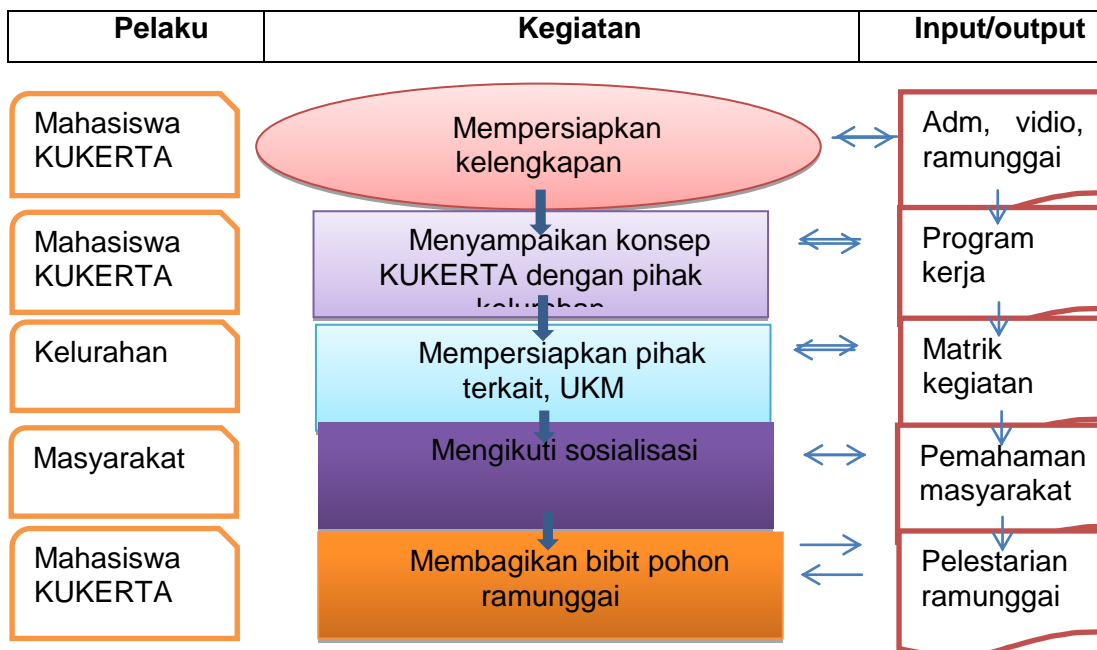 Pelaku
Kegiatan
Input/output
Mahasiswa
KUKERTA
Mempersiapkan
kelengkapan
Adm, vidio,
ramunggai
Mahasiswa
KUKERTA
Menyampaikan konsep
KUKERTA dengan pihak
kelurahan
Program
kerja
Kelurahan
Mempersiapkan pihak
terkait, UKM
Matrik
kegiatan
Masyarakat
Mengikuti sosialisasi
Pemahaman
masyarakat
Mahasiswa
KUKERTA
Membagikan bibit pohon
ramunggai
Pelestarian
ramunggai